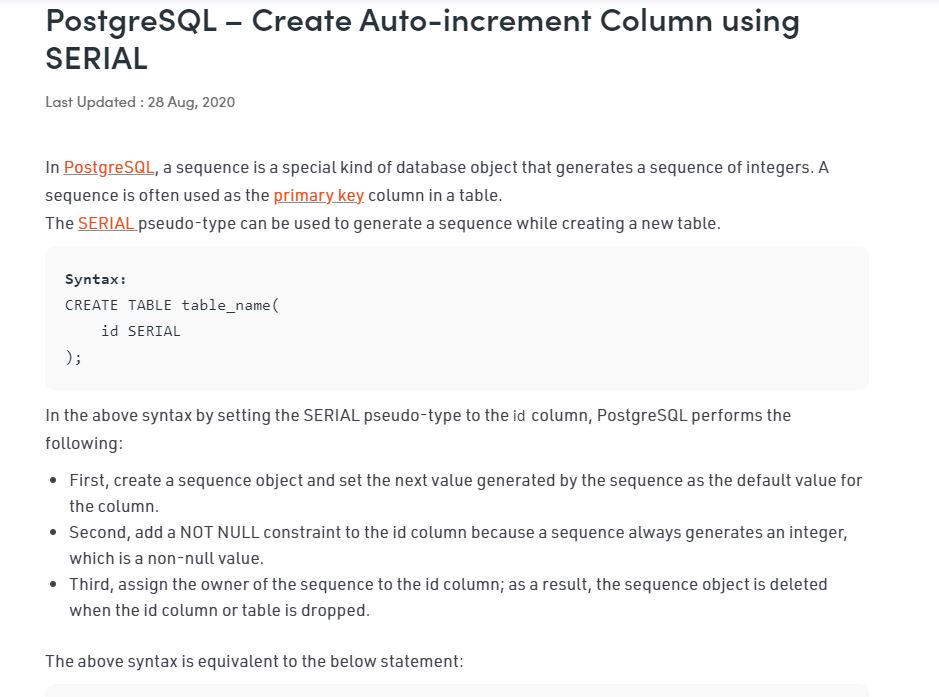 PostgreSQL – Create Auto-increment Column using
SERIAL
Last Updated : 28 Aug, 2020
In PostgreSQL, a sequence is a special kind of database object that generates a sequence of integers. A
sequence is often used as the primary key column in a table.
The SERIAL pseudo-type can be used to generate a sequence while creating a new table.
Syntax:
CREATE TABLE table_name(
    id SERIAL
);
In the above syntax by setting the SERIAL pseudo-type to the id column, PostgreSQL performs the
following:
• First, create a sequence object and set the next value generated by the sequence as the default value for
the column.
• Second, add a NOT NULL constraint to the id column because a sequence always generates an integer,
which is a non-null value.
• Third, assign the owner of the sequence to the id column; as a result, the sequence object is deleted
when the id column or table is dropped.
The above syntax is equivalent to the below statement: